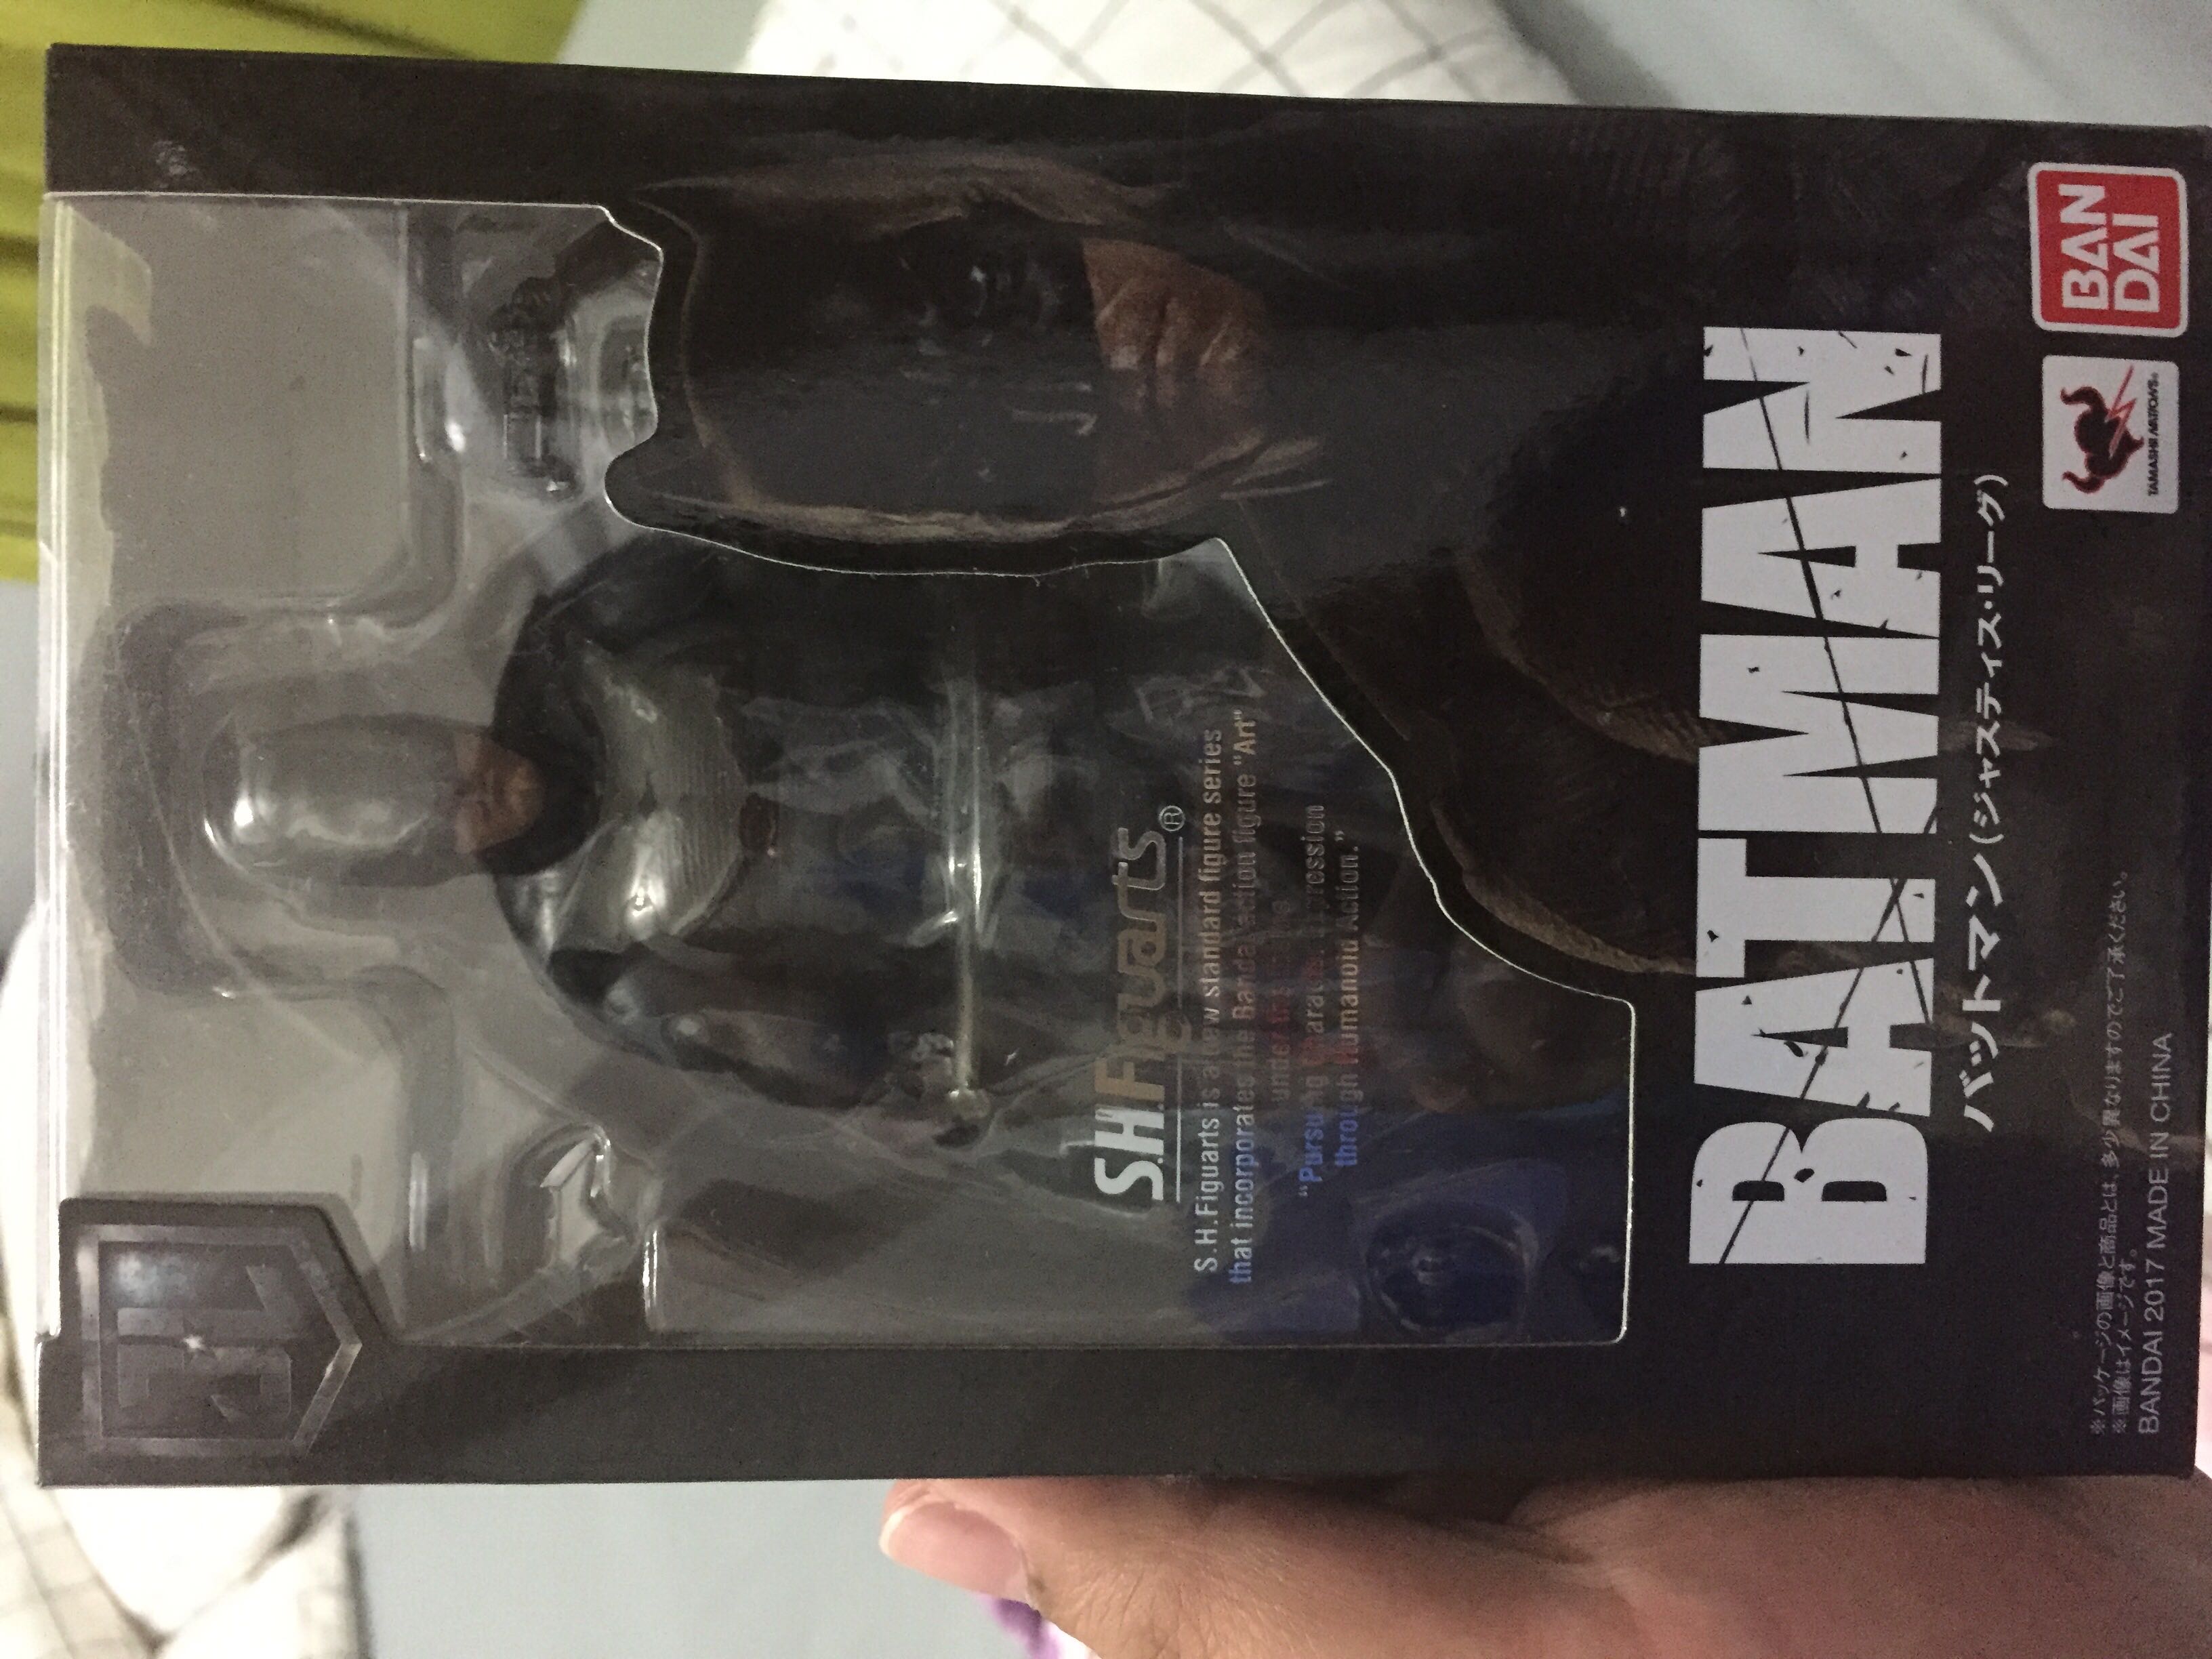 JL
S.H.Figuarts®
S.H.Figuarts is a new standard figure series
that incorporates the Bandai action figure "Art"
under the
"Pursuing Character Expression
through Humanoid Action."
BATMAN
バットマン(ジャスティス・リーグ)
TAMASHII NATIONS®
BAN
DAI
※パッケージの画像と商品とは、多少異なりますのでご了承ください。
※画像はイメージです。
BANDAI 2017 MADE IN CHINA